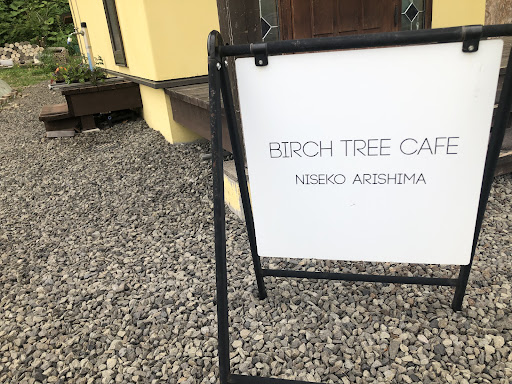 BIRCH TREE CAFE
NISEKO ARISHIMA